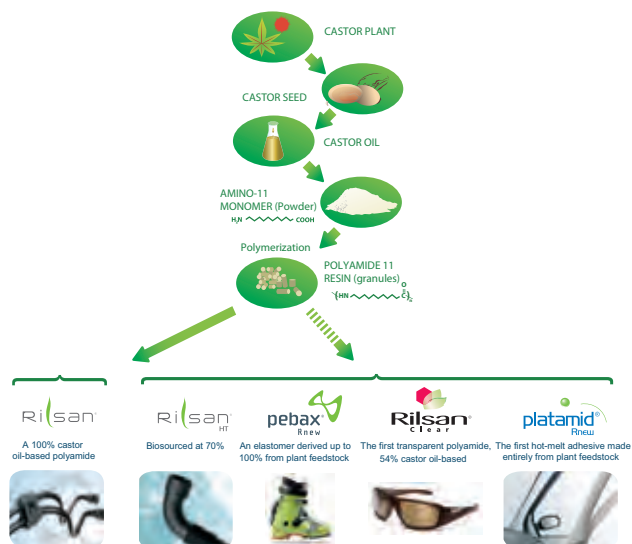 CASTOR PLANT
CASTOR SEED
CASTOR OIL
AMINO-11
MONOMER (Powder)
H₂N COOH
Polymerization
POLYAMIDE 11
RESIN (granules)
O
HN C
Rilsan®
A 100% castor
oil-based polyamide
Rilsan®
HT
Biosourced at 70%
pebax®
Rnew
An elastomer derived up to
100% from plant feedstock
Rilsan®
Clear
The first transparent polyamide,
54% castor oil-based
platamid®
Rnew
The first hot-melt adhesive made
entirely from plant feedstock